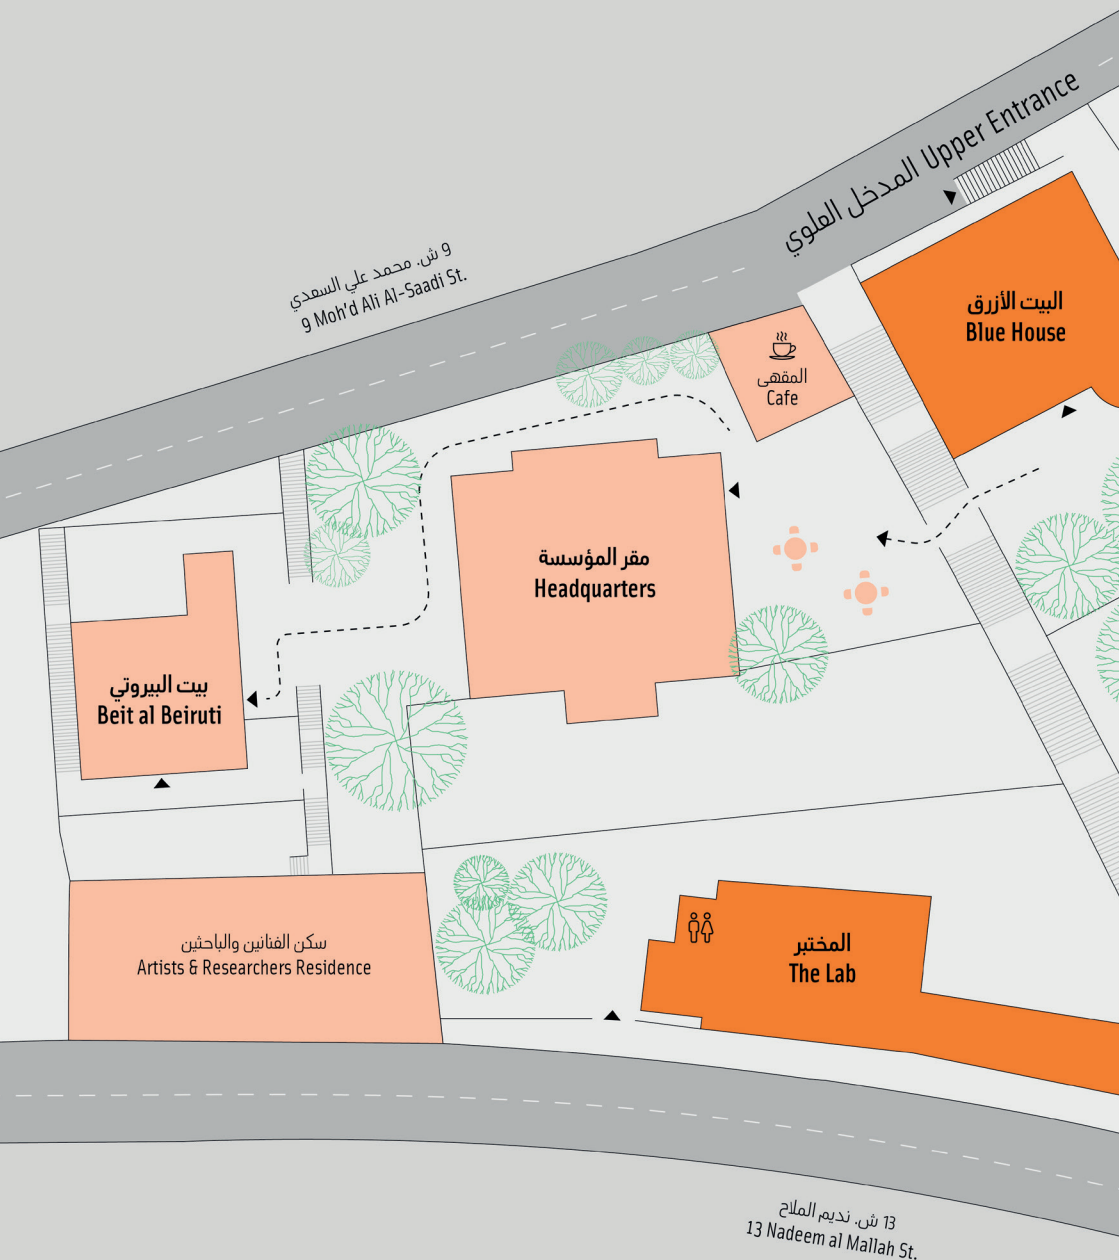 المدخل العلوي Upper Entrance
9 ش. محمد علي السعدي
9 Moh'd Ali Al-Saadi St.
البيت الأزرق
Blue House
المقهى
Cafe
مقر المؤسسة
Headquarters
بيت البيروتي
Beit al Beiruti
سكن الفنانين والباحثين
Artists & Researchers Residence
المختبر
The Lab
13 ش. نديم الملاح
13 Nadeem al Mallah St.